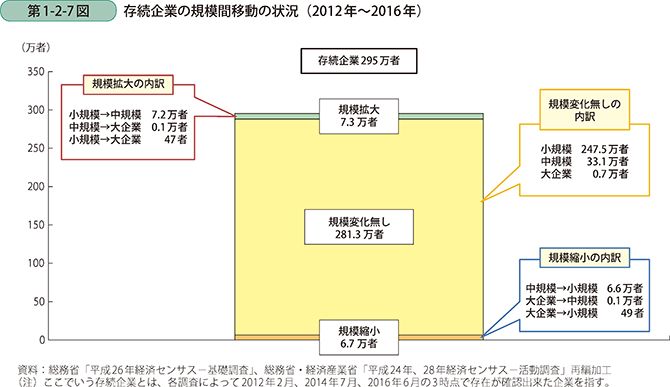 第1-2-7図 存続企業の規模間移動の状況（2012年～2016年）
（万者）
存続企業295万者
350
300
250
200
150
100
50
0
規模拡大の内訳
小規模→中規模 7.2万者
中規模→大企業 0.1万者
小規模→大企業 47者
規模拡大
7.3万者
規模変化無しの
内訳
小規模 247.5万者
中規模 33.1万者
大企業 0.7万者
規模変化無し
281.3万者
規模縮小の内訳
中規模→小規模 6.6万者
大企業→中規模 0.1万者
大企業→小規模 49者
規模縮小
6.7万者
資料：総務省「平成26年経済センサス－基礎調査」、総務省・経済産業省「平成24年、28年経済センサス－活動調査」再編加工
（注）ここでいう存続企業とは、各調査によって2012年2月、2014年7月、2016年6月の3時点で存在が確認出来た企業を指す。